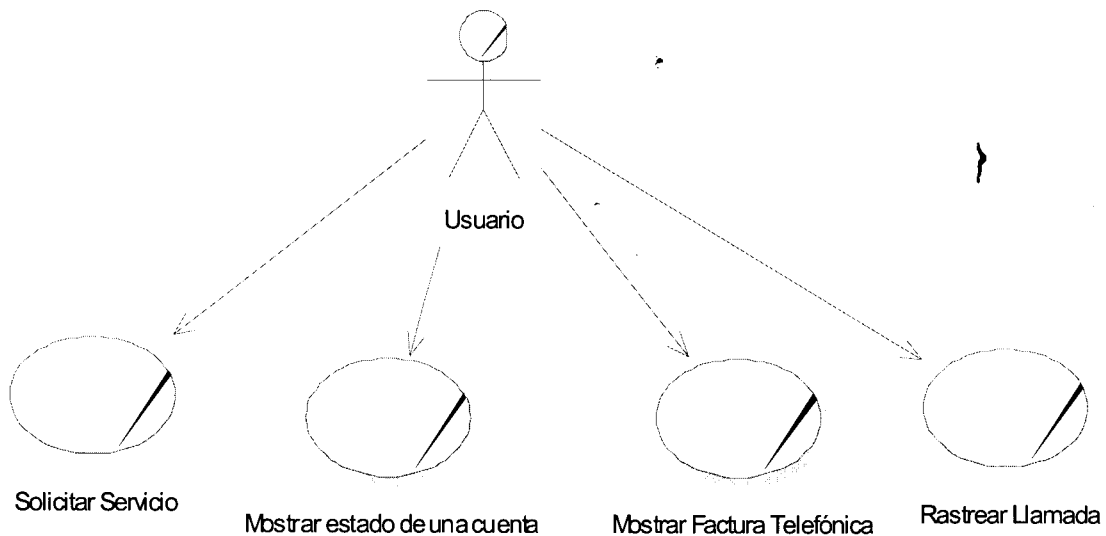 Usuario
Solicitar Servicio
Mostrar estado de una cuenta
Mostrar Factura Telefónica
Rastrear Llamada